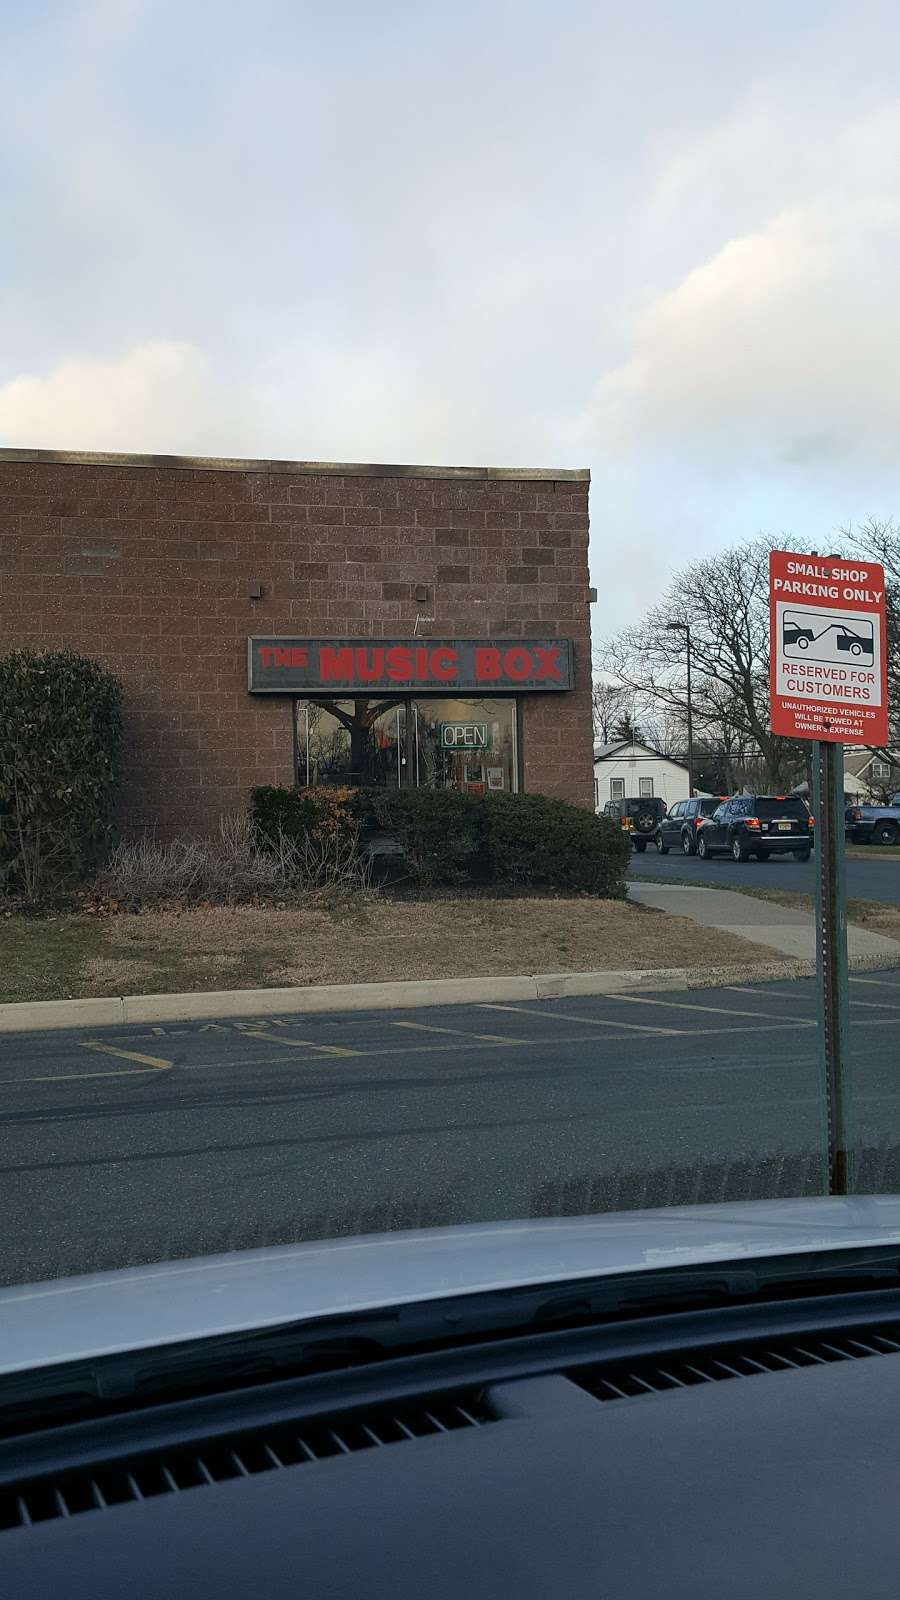 THE MUSIC BOX
OPEN
SMALL SHOP
PARKING ONLY
RESERVED FOR
CUSTOMERS
UNAUTHORIZED VEHICLES
WILL BE TOWED AT
OWNER'S EXPENSE
LANE